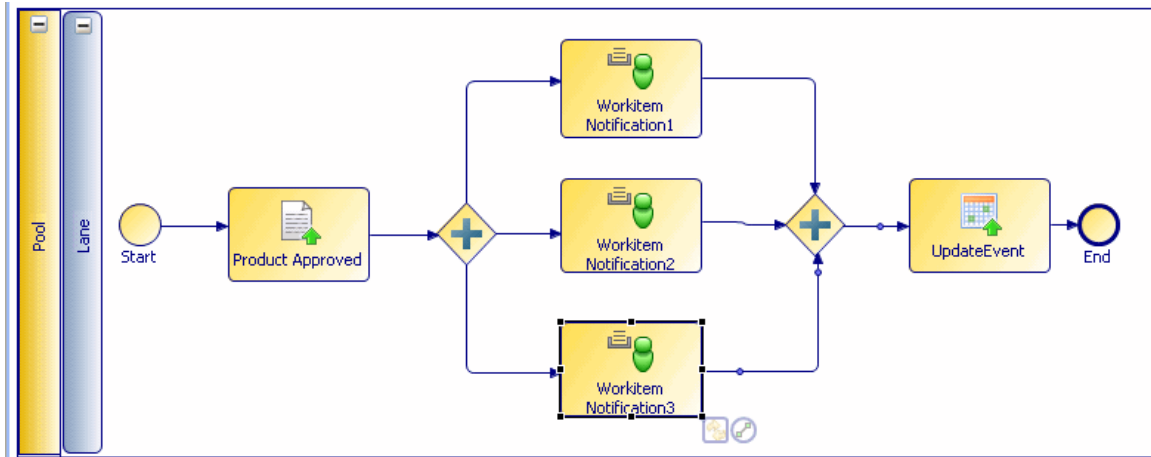 Pool
Lane
Start
Product Approved
Workitem
Notification1
Workitem
Notification2
Workitem
Notification3
UpdateEvent
End